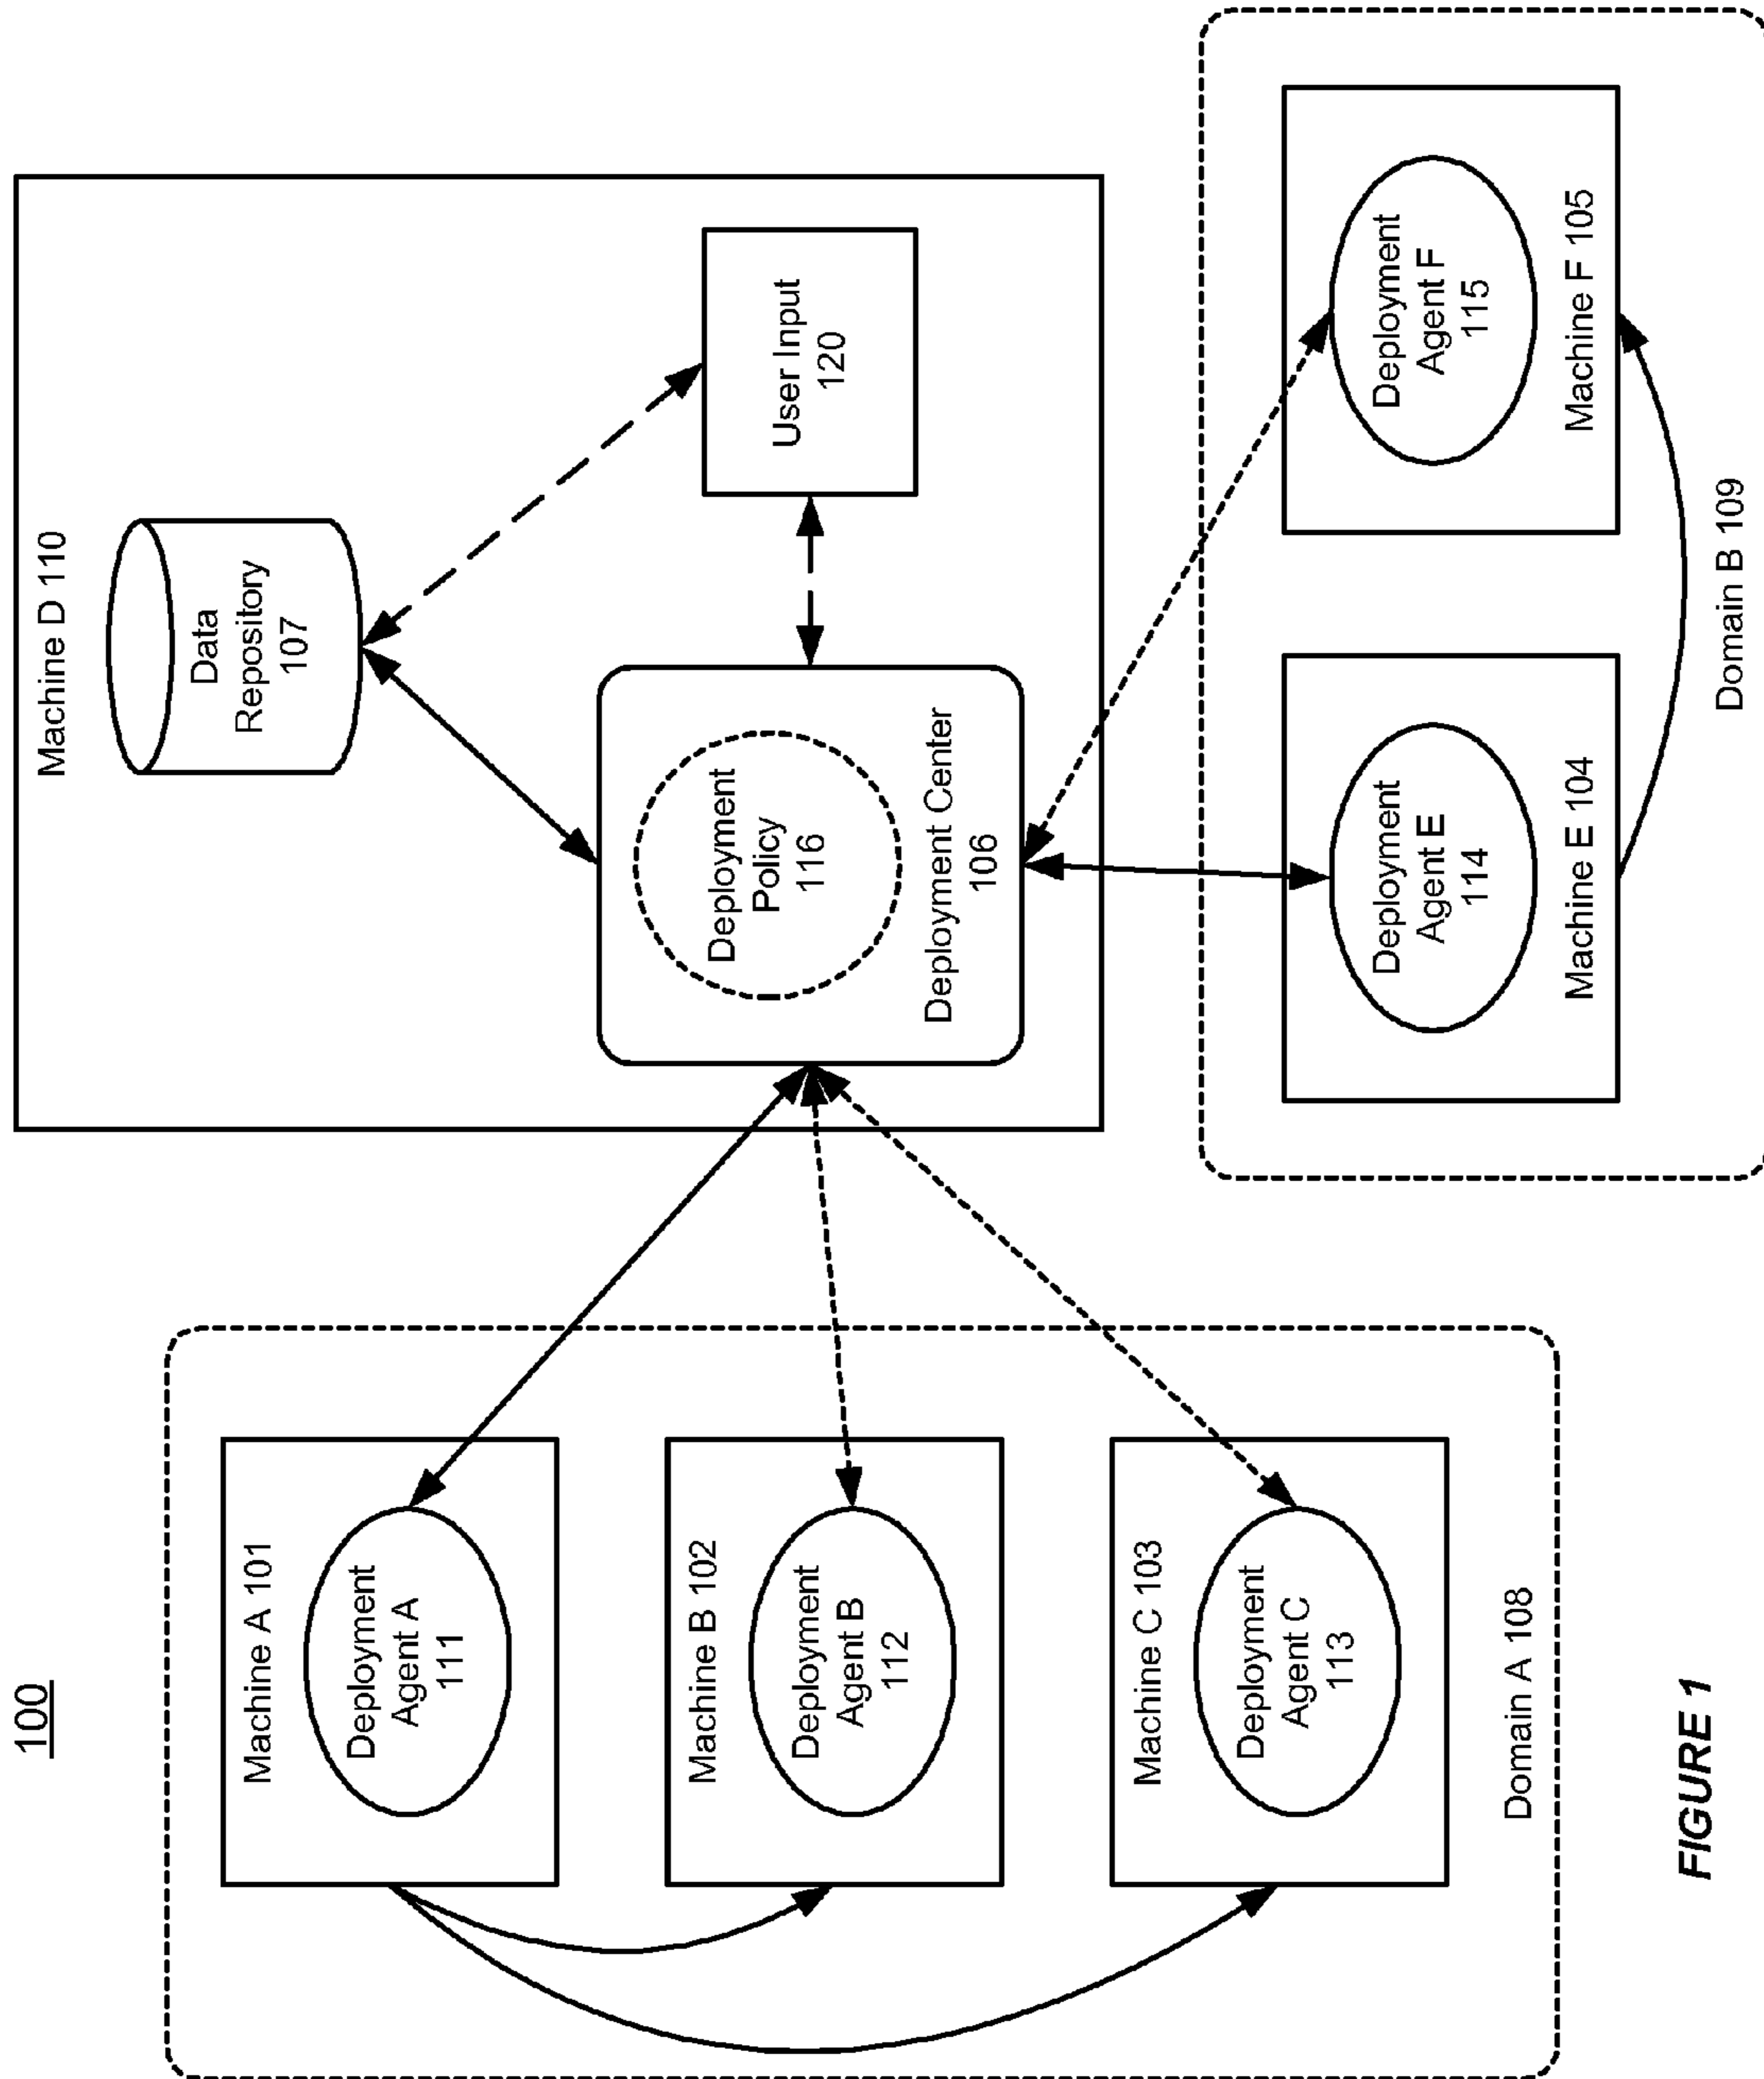 100
Machine A 101
Deployment
Agent A
111
Machine B 102
Deployment
Agent B
112
Machine C 103
Deployment
Agent C
113
Domain A 108
Machine D 110
Data
Repository
107
Deployment
Policy
116
Deployment Center
106
User Input
120
Deployment
Agent E
114
Machine E 104
Deployment
Agent F
115
Machine F 105
Domain B 109
FIGURE 1